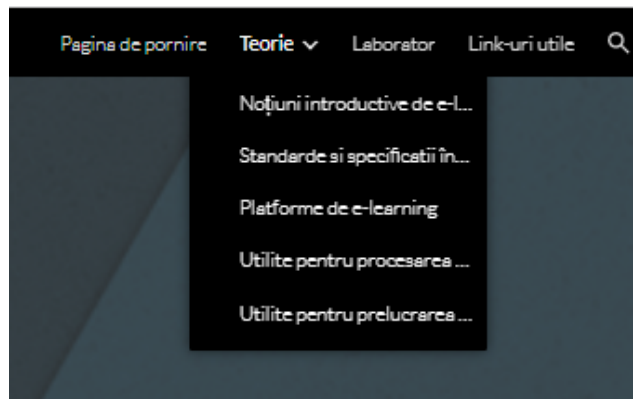 Pagina de pornire Teorie Laborator Link-uri utile
Noțiuni introductive de e-l...
Standarde si specificatii în...
Platforme de e-learning
Utilite pentru procesarea ...
Utilite pentru prelucrarea ...